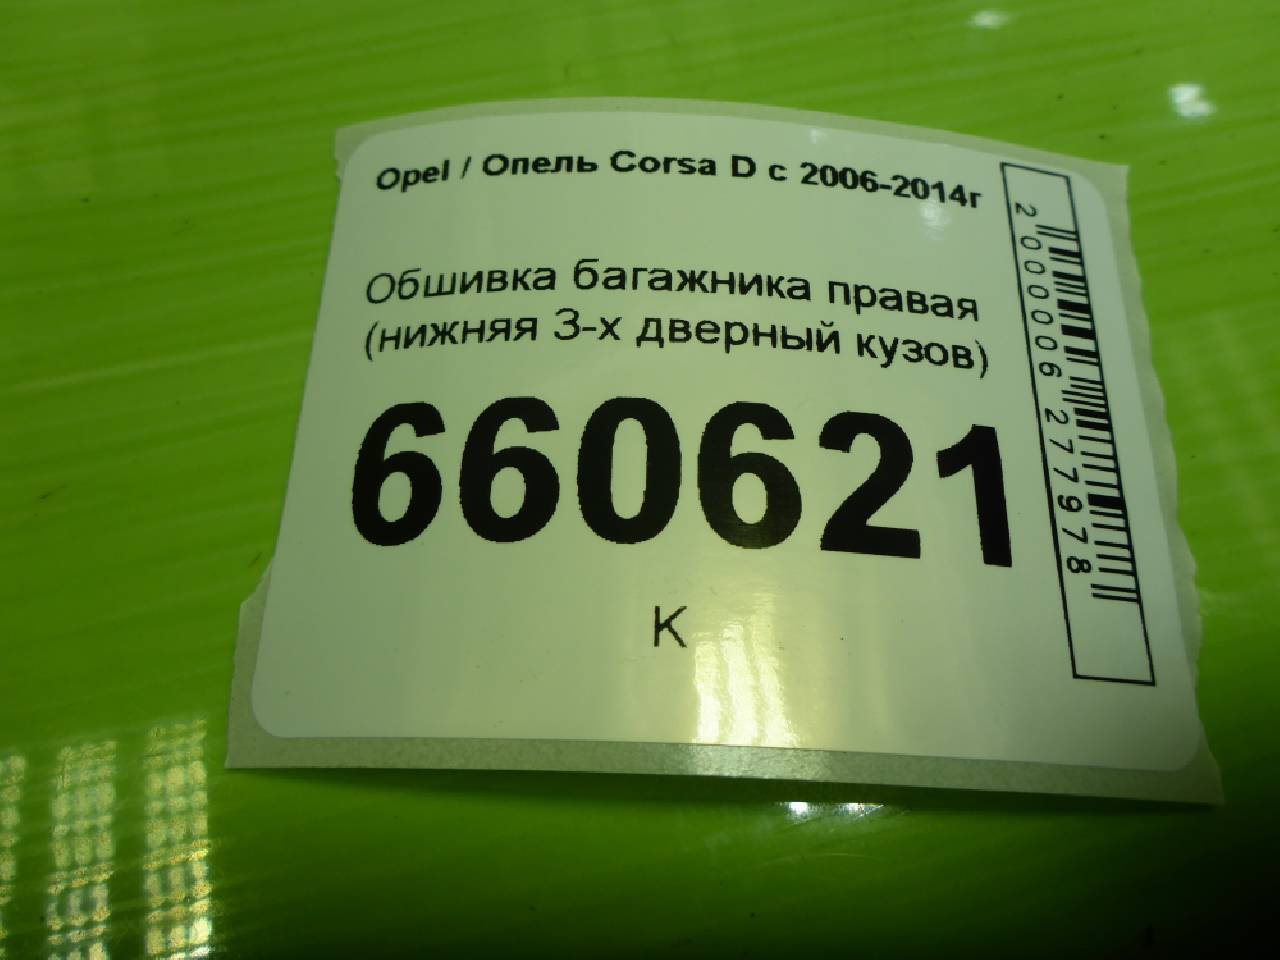 Opel / Опель Corsa D с 2006-2014г
Обшивка багажника правая
(нижняя 3-х дверный кузов)
660621
К
2000006277978